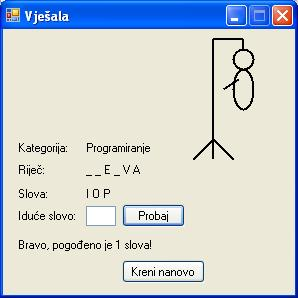 Vješala
Kategorija: Programiranje
Riječ: _ _ E _ V A
Slova: I O P
Iduće slovo: Probaj
Bravo, pogođeno je 1 slova!
Kreni nanovo